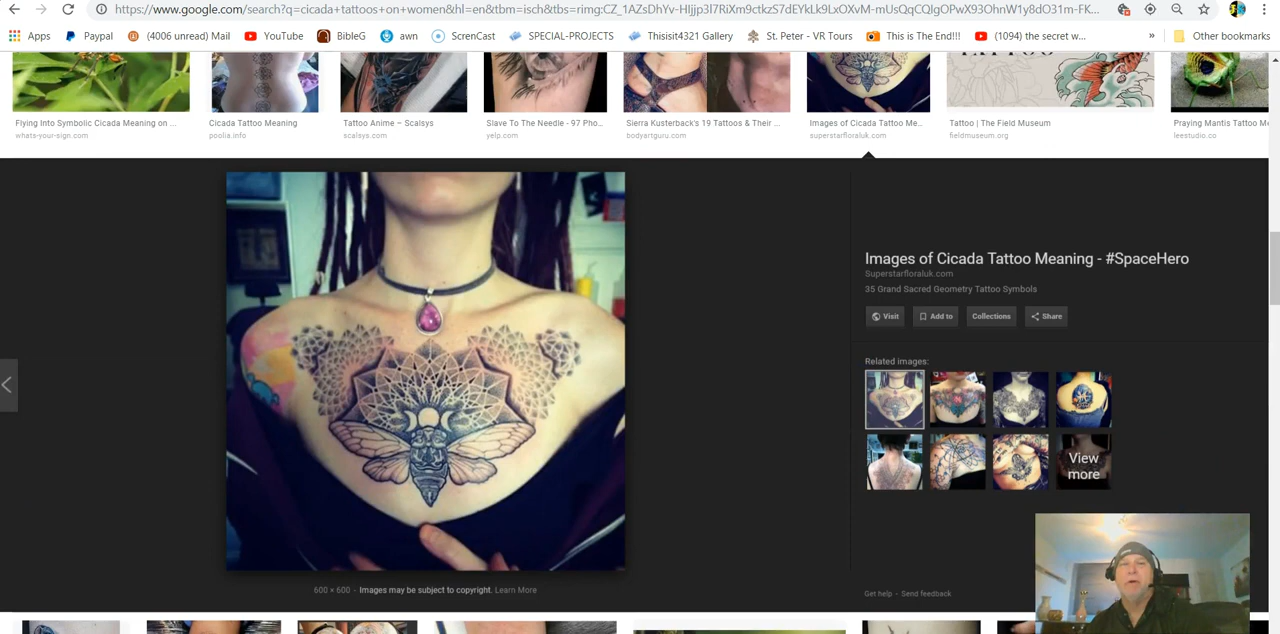 https://www.google.com/search?q=cicada+tattoos+on+women&hl=en&tbm=isch&tbs=rimg:CZ_1AZsDhYv-HIjjp3l7RiXm9ctkzS7dEYkLk9LxOXvM-mUsQqCQlgOPwX93OhnW1y8dO31m-FK...
Apps Paypal (4006 unread) Mail YouTube BibleG awn ScrenCast SPECIAL-PROJECTS Thisisit4321 Gallery St. Peter - VR Tours This is The End!!! (1094) the secret w... » Other bookmarks
Flying Into Symbolic Cicada Meaning on ... Cicada Tattoo Meaning Tattoo Anime – Scalsys Slave To The Needle - 97 Pho... Sierra Kusterback's 19 Tattoos & Their ... Images of Cicada Tattoo Me... Tattoo | The Field Museum Praying Mantis Tattoo Me
whats-your-sign.com poolia.info scalsys.com yelp.com bodyartguru.com superstarfloraluk.com fieldmuseum.org leestudio.co
Images of Cicada Tattoo Meaning - #SpaceHero
Superstarfloraluk.com
35 Grand Sacred Geometry Tattoo Symbols
Visit Add to Collections Share
Related images:
View
more
600 × 600 - Images may be subject to copyright. Learn More
Get help - Send feedback